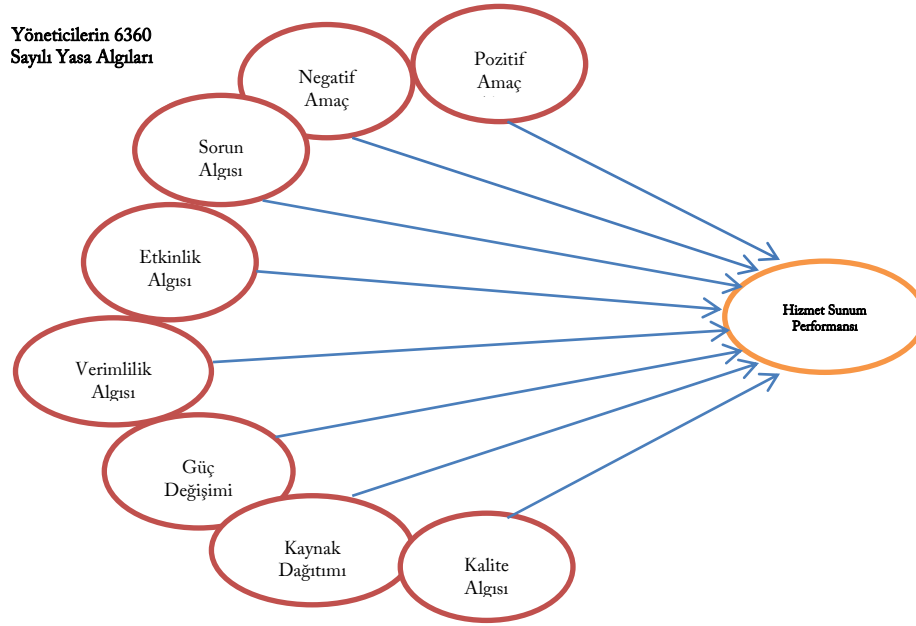 Yöneticilerin 6360
Sayılı Yasa Algıları
Pozitif
Amaç
Negatif
Amaç
Sorun
Algısı
Etkinlik
Algısı
Verimlilik
Algısı
Güç
Değişimi
Kaynak
Dağıtımı
Kalite
Algısı
Hizmet Sunum
Performansı